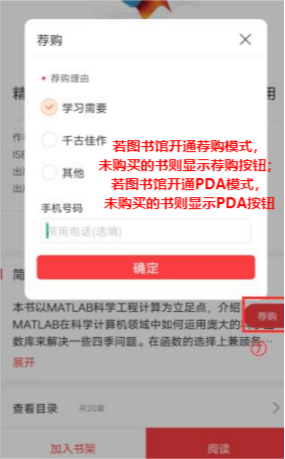 荐购
精
用
荐购理由
学习需要
千古佳作
其他
若图书馆开通荐购模式，
未购买的书则显示荐购按钮；
若图书馆开通PDA模式，
未购买的书则显示PDA按钮
作
ISB
出
出
手机号码
常用电话(选填)
确定
简
本书以MATLAB科学工程计算为立足点，介绍
MATLAB在科学计算机领域中如何运用庞大的
数库来解决一些四季问题。在函数的选择上兼顾各…
荐购
⑦
展开
查看目录 共20章
加入书架
阅读